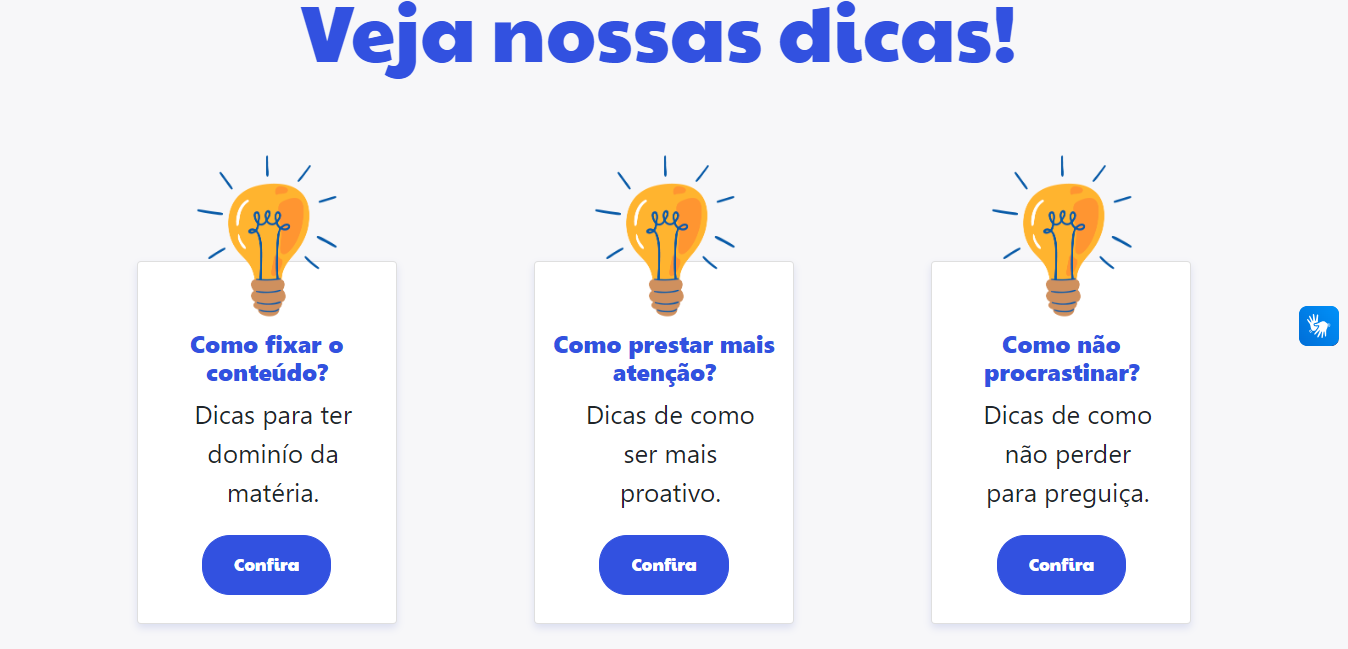 Veja nossas dicas!
Como fixar o
conteúdo?
Dicas para ter
dominío da
matéria.
Confira
Como prestar mais
atenção?
Dicas de como
ser mais
proativo.
Confira
Como não
procrastinar?
Dicas de como
não perder
para preguiça.
Confira